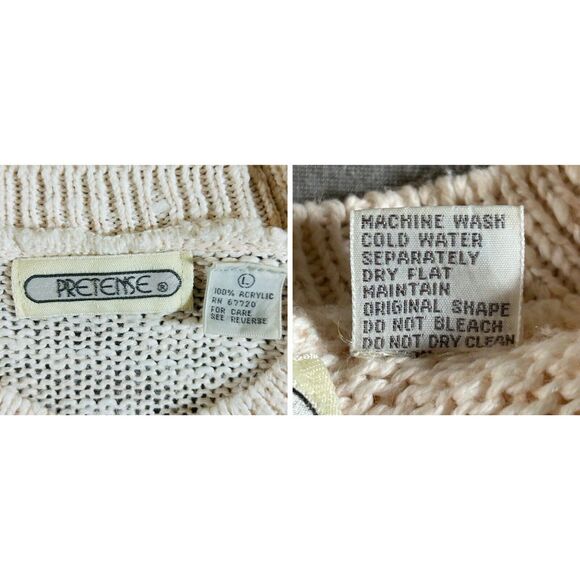 PRETENSE ®
L
100% ACRYLIC
RN 67720
FOR CARE
SEE REVERSE
MACHINE WASH
COLD WATER
SEPARATELY
DRY FLAT
MAINTAIN
ORIGINAL SHAPE
DO NOT BLEACH
DO NOT DRY CLEAN